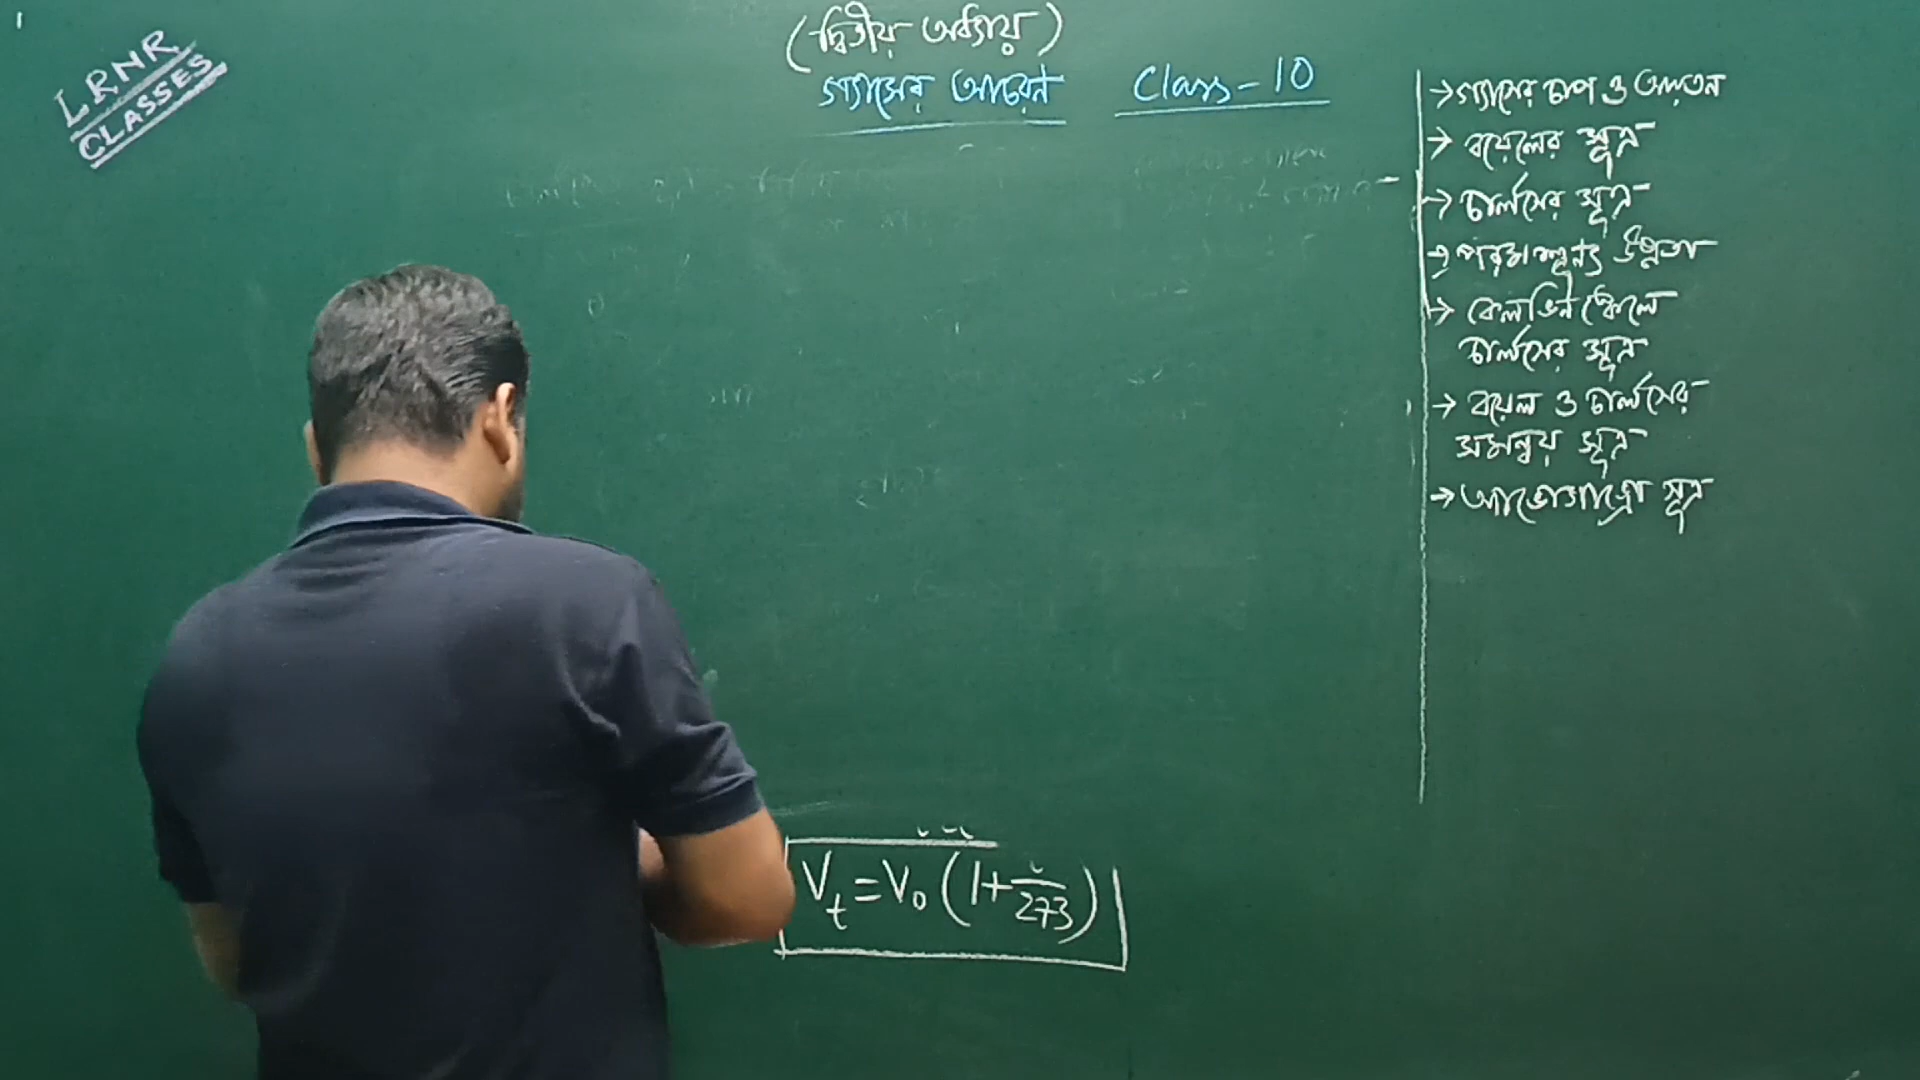 LRNR
CLASSES
(দ্বিতীয় অধ্যায়)
গ্যাসের আচরণ Class-10
→ গ্যাসের চাপ ও আয়তন
→ বয়েলের সূত্র
→ চার্লসের সূত্র
→ পরমশূন্য উষ্ণতা
→ কেলভিন স্কেলে
চার্লসের সূত্র
→ বয়েল ও চার্লসের
সমন্বয় সূত্র
→ অ্যাভোগাড্রো সূত্র
Vt = V0 (1 + /273)